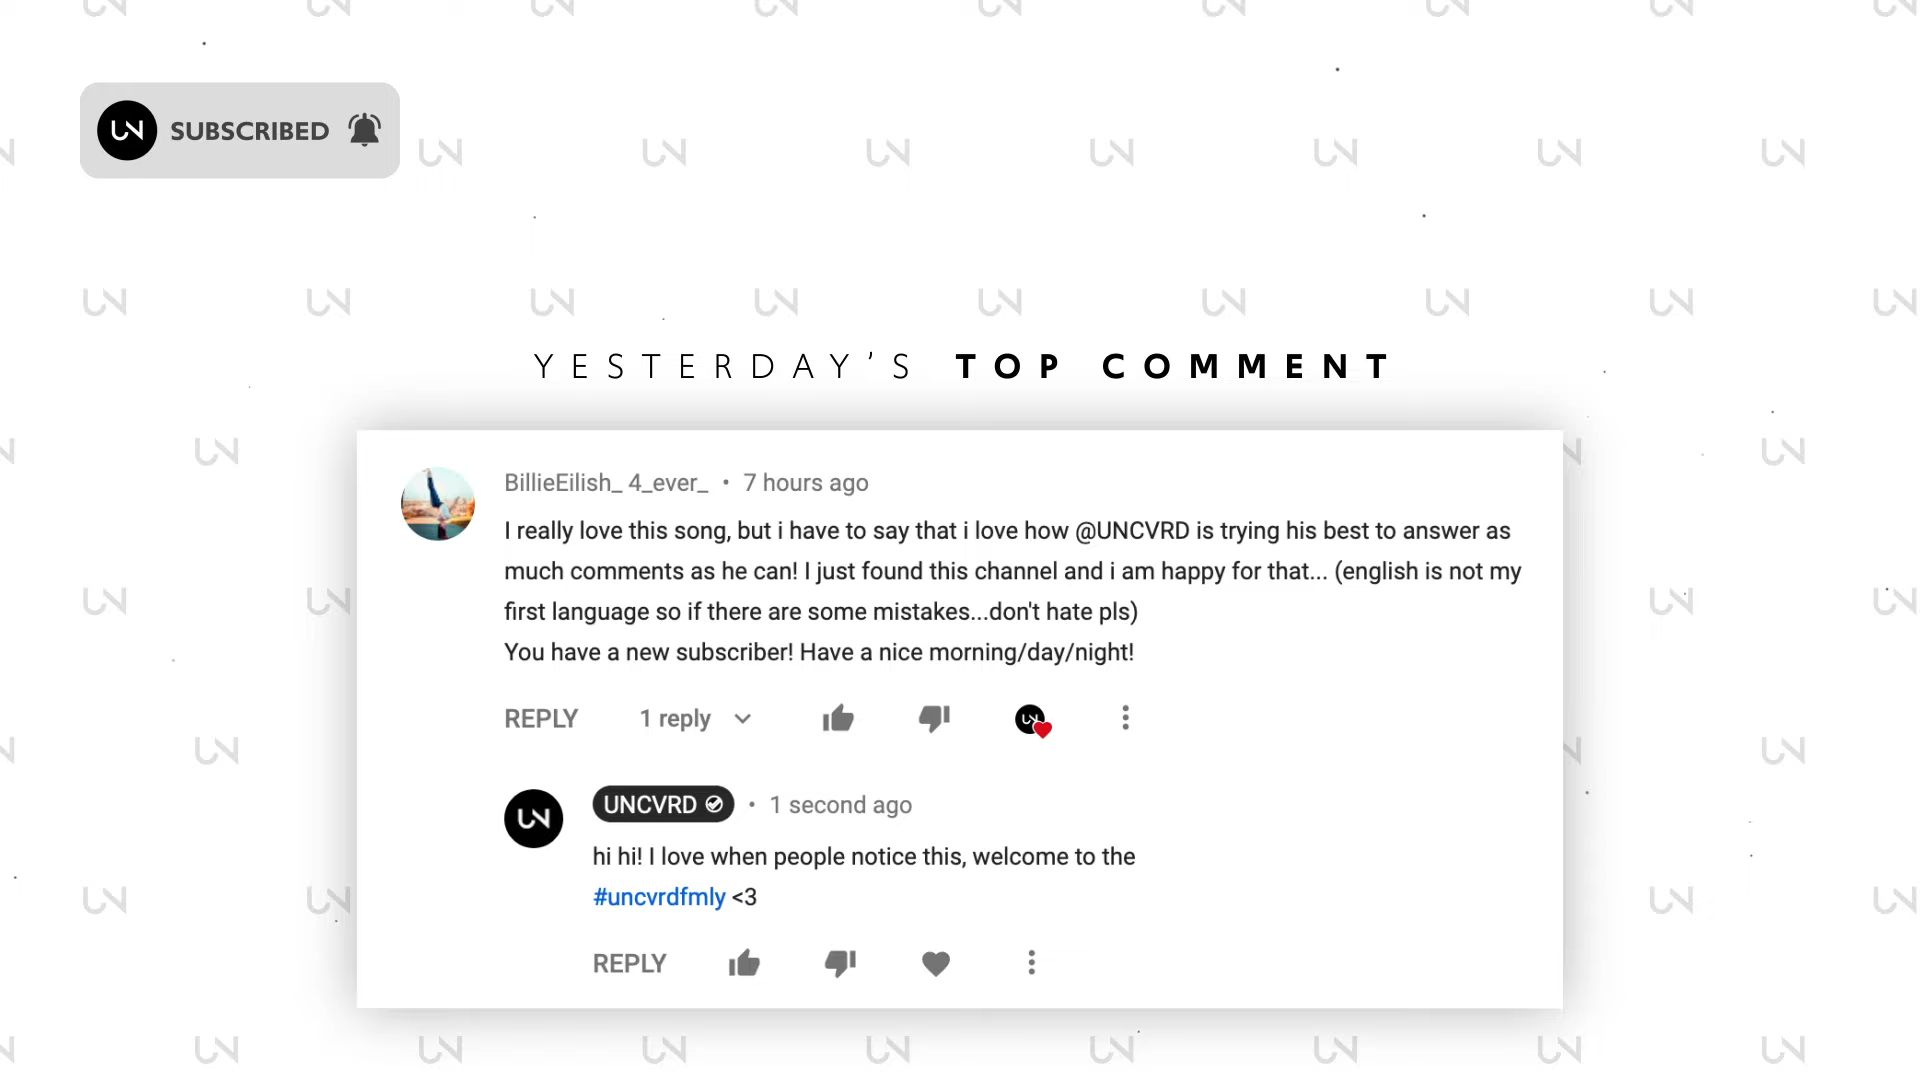 SUBSCRIBED
YESTERDAY'S TOP COMMENT
BillieEilish_ 4_ever_ • 7 hours ago
I really love this song, but i have to say that i love how @UNCVRD is trying his best to answer as
much comments as he can! I just found this channel and i am happy for that... (english is not my
first language so if there are some mistakes...don't hate pls)
You have a new subscriber! Have a nice morning/day/night!
REPLY 1 reply
UNCVRD • 1 second ago
hi hi! I love when people notice this, welcome to the
#uncvrdfmly <3
REPLY